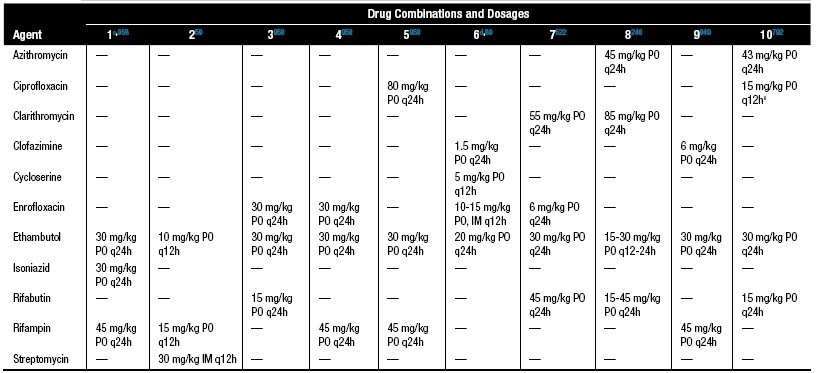 Drug Combinations and Dosages
Agent 1 2 3 4 5 6 7 8 9 10
Azithromycin — — — — — — — 45 mg/kg PO — 43 mg/kg PO
q24h q24h
Ciprofloxacin — — — — 80 mg/kg — — — — 15 mg/kg PO
PO q24h q12h
Clarithromycin — — — — — — 55 mg/kg PO 85 mg/kg PO — —
q24h q24h
Clofazimine — — — — — 1.5 mg/kg — — 6 mg/kg —
PO q24h PO q24h
Cycloserine — — — — — 5 mg/kg PO — — — —
q12h
Enrofloxacin — — 30 mg/kg 30 mg/kg — 10-15 mg/kg 6 mg/kg PO — — —
PO q24h PO q24h PO, IM q12h q24h
Ethambutol 30 mg/kg 10 mg/kg PO 30 mg/kg 30 mg/kg 30 mg/kg 20 mg/kg PO 30 mg/kg PO 15-30 mg/kg 30 mg/kg 30 mg/kg PO
PO q24h q12h PO q24h PO q24h PO q24h q24h q24h PO q12-24h PO q24h q24h
Isoniazid 30 mg/kg — — — — — — — — —
PO q24h
Rifabutin — — 15 mg/kg — — — 45 mg/kg PO 15-45 mg/kg — 15 mg/kg PO
PO q24h q24h PO q24h q24h
Rifampin 45 mg/kg 15 mg/kg PO — 45 mg/kg 45 mg/kg — — — 45 mg/kg —
PO q24h q12h PO q24h PO q24h PO q24h
Streptomycin — 30 mg/kg IM q12h — — — — — — — —